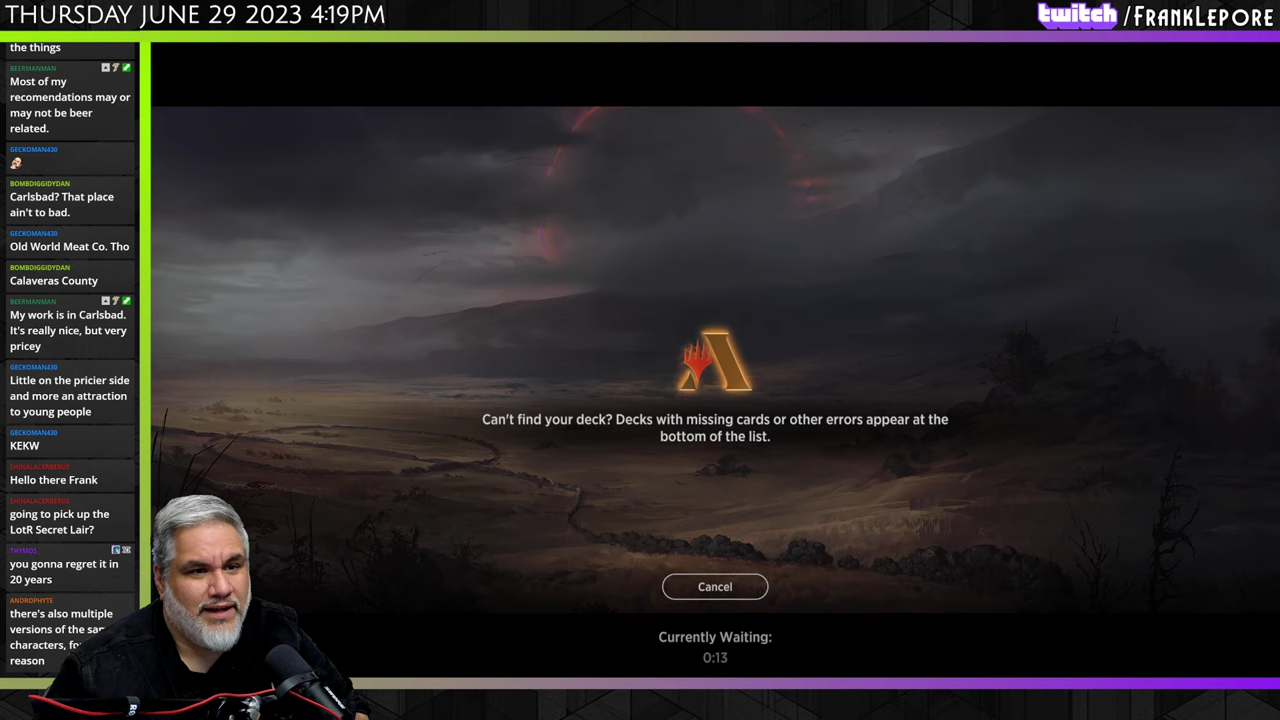 THURSDAY JUNE 29 2023 4:19PM
twitch /FRANKLEPORE
the things
BEERMANMAN
Most of my
recomendations may or
may not be beer
related.
GECKOMAN430
BOMBDIGGIDYDAN
Carlsbad? That place
ain't to bad.
GECKOMAN430
Old World Meat Co. Tho
BOMBDIGGIDYDAN
Calaveras County
BEERMANMAN
My work is in Carlsbad.
It's really nice, but very
pricey
GECKOMAN430
Little on the pricier side
and more an attraction
to young people
GECKOMAN430
KEKW
SHINALACERBERUS
Hello there Frank
SHINALACERBERUS
going to pick up the
LotR Secret Lair?
THYMOS_
you gonna regret it in
20 years
ANDROPHYTE
there's also multiple
versions of the
characters,
reason
Can't find your deck? Decks with missing cards or other errors appear at the
bottom of the list.
Cancel
Currently Waiting:
0:13